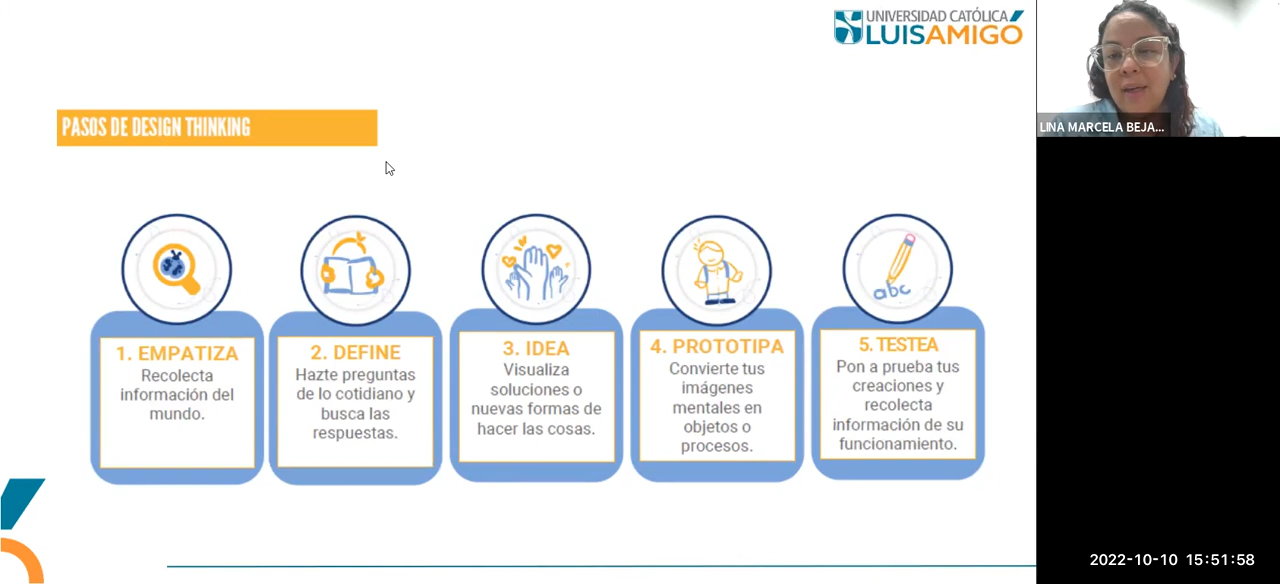 UNIVERSIDAD CATÓLICA
LUISAMIGÓ
LINA MARCELA BEJA...
PASOS DE DESIGN THINKING
1. EMPATIZA
Recolecta
información del
mundo.
2. DEFINE
Hazte preguntas
de lo cotidiano y
busca las
respuestas.
3. IDEA
Visualiza
soluciones o
nuevas formas de
hacer las cosas.
4. PROTOTIPA
Convierte tus
imágenes
mentales en
objetos o
procesos.
abc
5. TESTEA
Pon a prueba tus
creaciones y
recolecta
información de su
funcionamiento.
2022-10-10 15:51:58